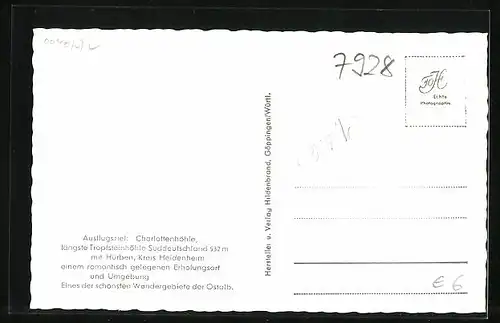 7928
Echte
Photographie
Hersteller u. Verlag Hildenbrand, Göppingen/Württ.
Ausflugsziel: Charlottenhöhle,
längste Tropfsteinhöhle Süddeutschland 532 m
mit Hürben, Kreis Heidenheim
einem romantisch gelegenen Erholungsort
und Umgebung
Eines der schönsten Wandergebiete der Ostalb.
€ 6